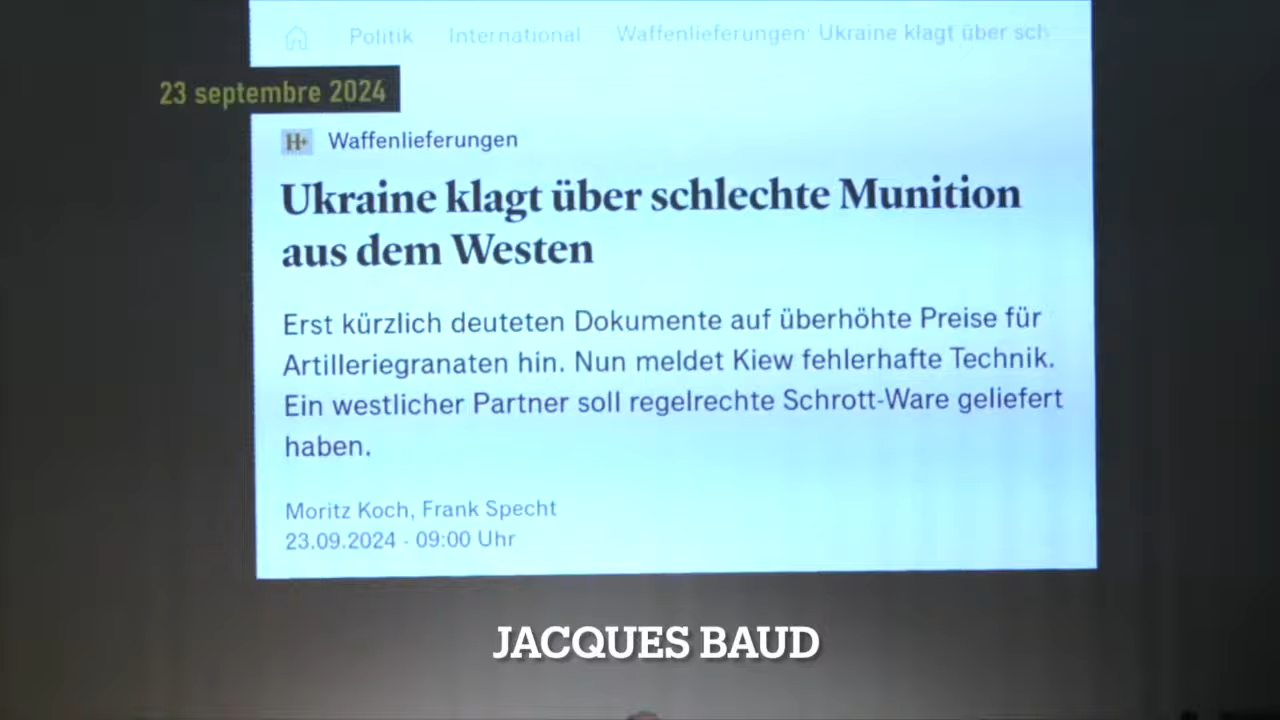 Politik International Waffenlieferungen: Ukraine klagt über sch
23 septembre 2024
H+ Waffenlieferungen
Ukraine klagt über schlechte Munition
aus dem Westen
Erst kürzlich deuteten Dokumente auf überhöhte Preise für
Artilleriegranaten hin. Nun meldet Kiew fehlerhafte Technik.
Ein westlicher Partner soll regelrechte Schrott-Ware geliefert
haben.
Moritz Koch, Frank Specht
23.09.2024 - 09:00 Uhr
JACQUES BAUD